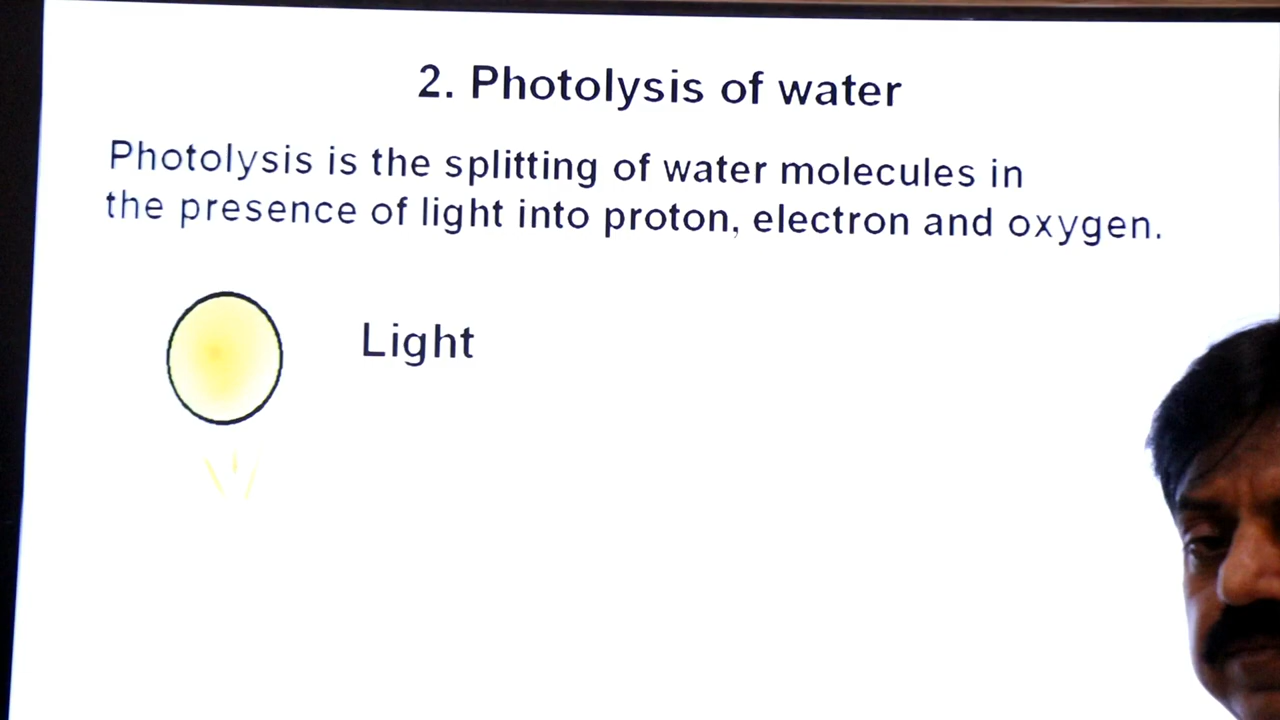 2. Photolysis of water
Photolysis is the splitting of water molecules in
the presence of light into proton, electron and oxygen.
Light